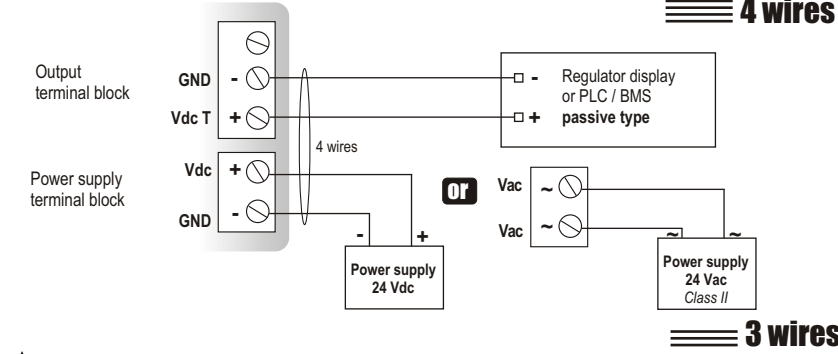 4 wires
Output
terminal block
GND
-
Vdc T
+
-
Regulator display
or PLC / BMS
+
passive type
4 wires
Power supply
terminal block
Vdc
+
GND
-
-
+
Power supply
24 Vdc
or
Vac
~
Vac
~
~
~
Power supply
24 Vac
Class II
3 wires